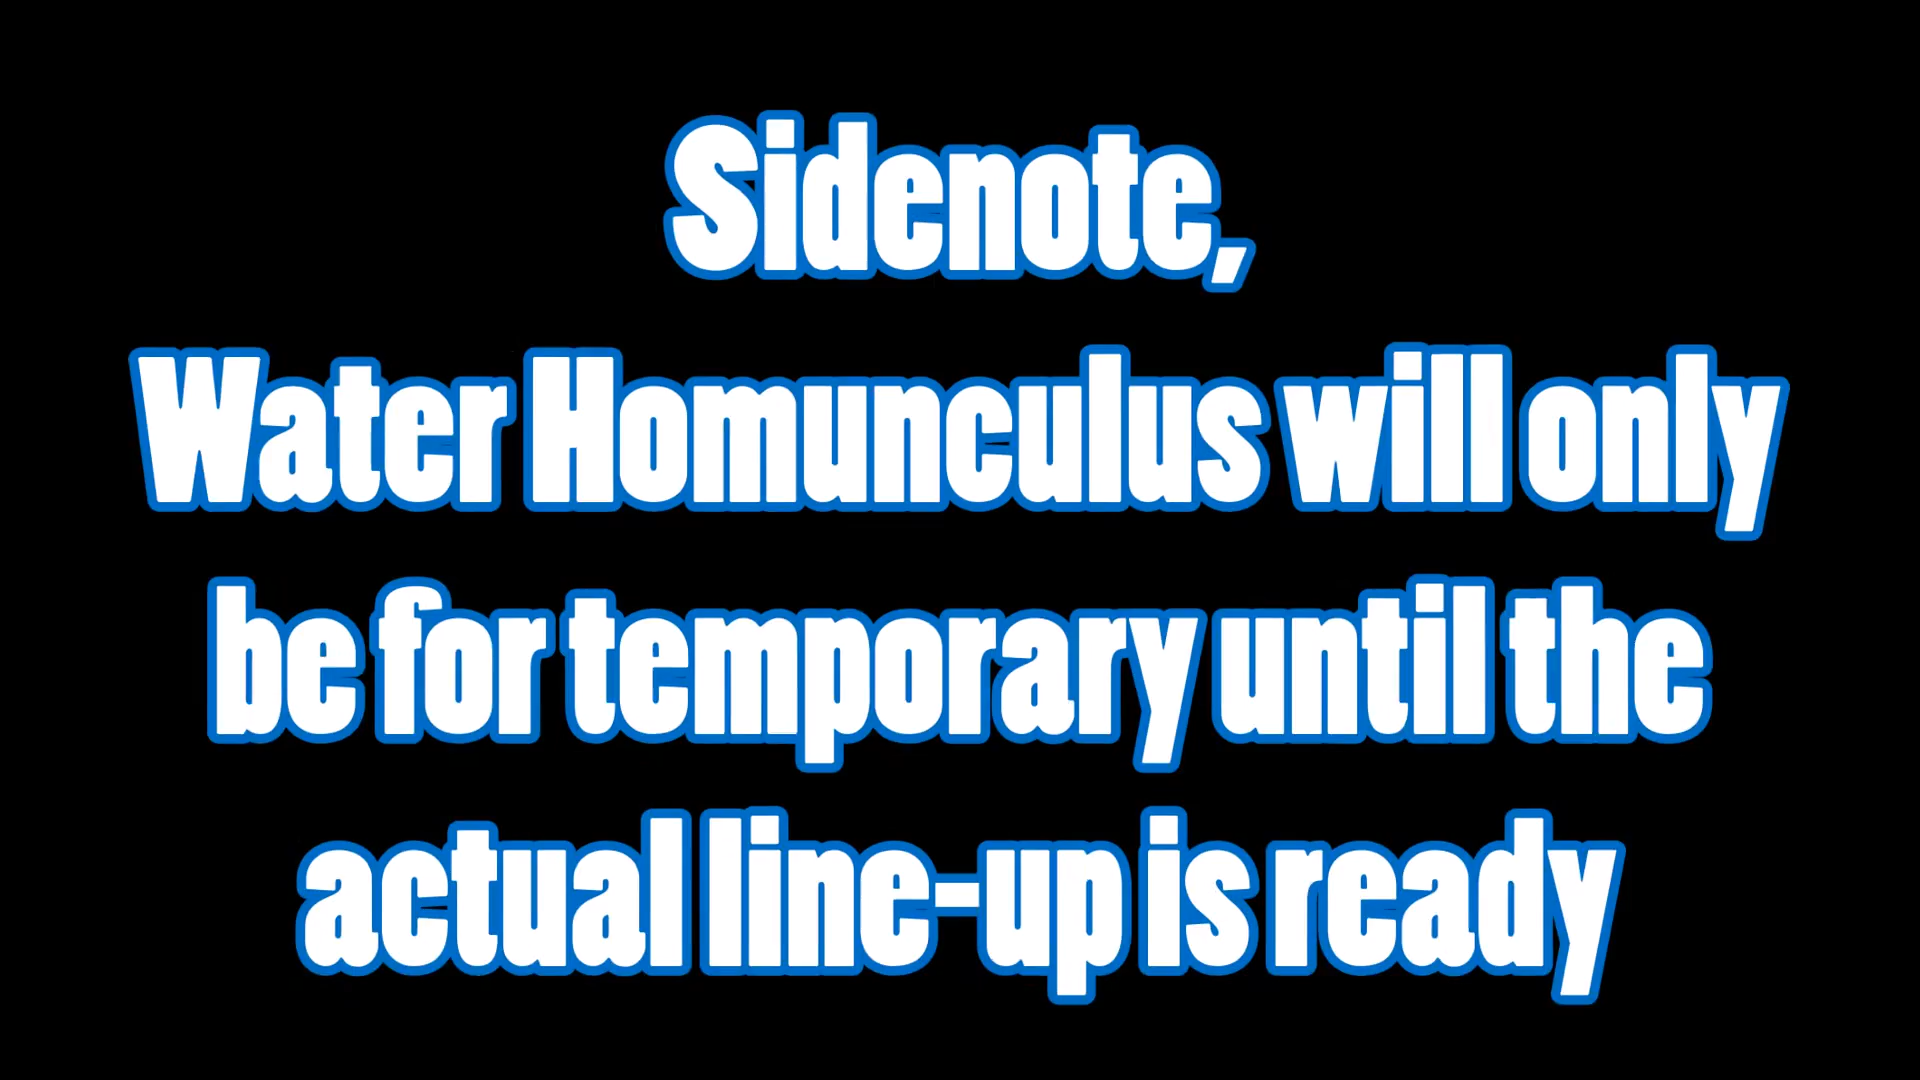 Sidenote,
Water Homunculus will only
be for temporary until the
actual line-up is ready